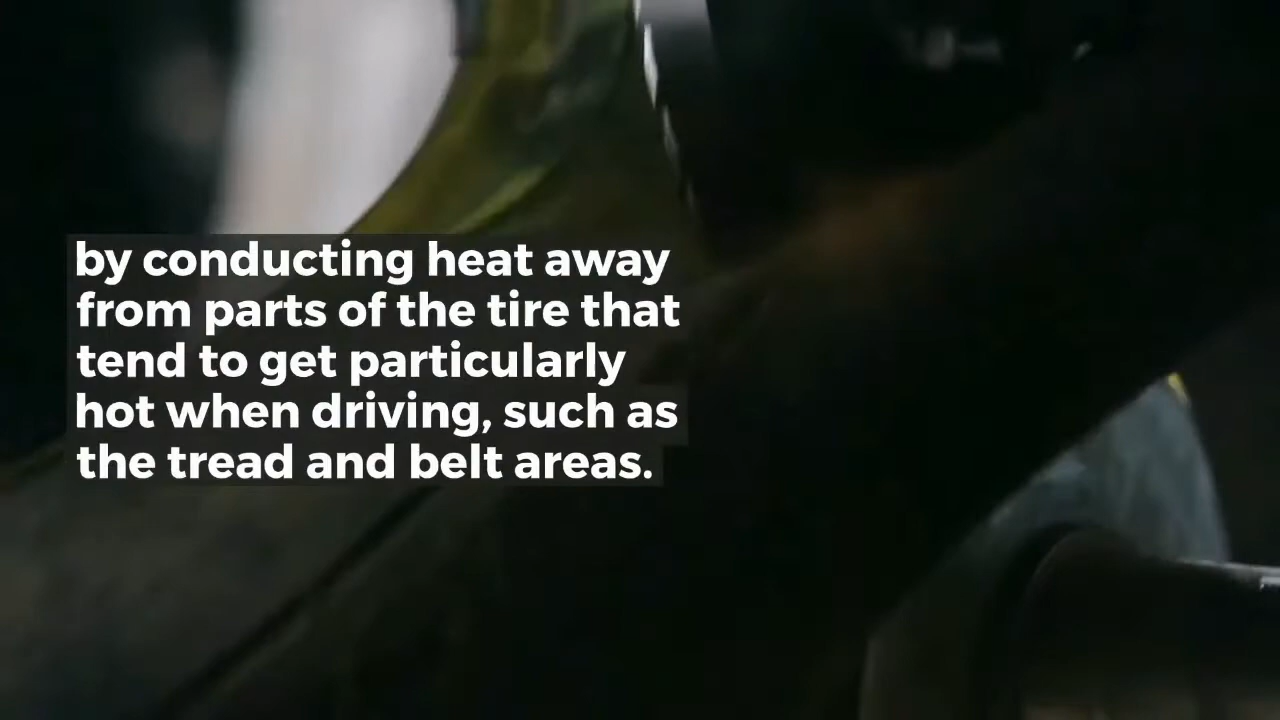 by conducting heat away
from parts of the tire that
tend to get particularly
hot when driving, such as
the tread and belt areas.